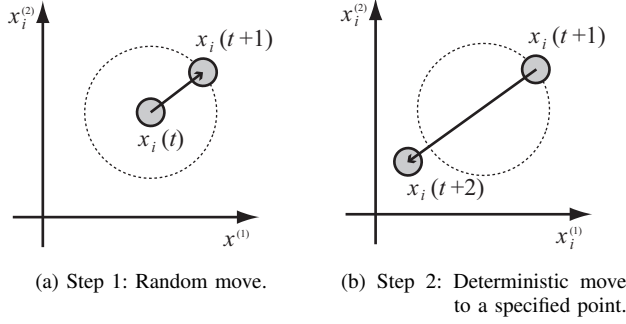 x_i^(2)
x_i (t+1)
x_i (t)
x^(1)
(a) Step 1: Random move.
x_i^(2)
x_i (t+1)
x_i (t+2)
x_i^(1)
(b) Step 2: Deterministic move
to a specified point.